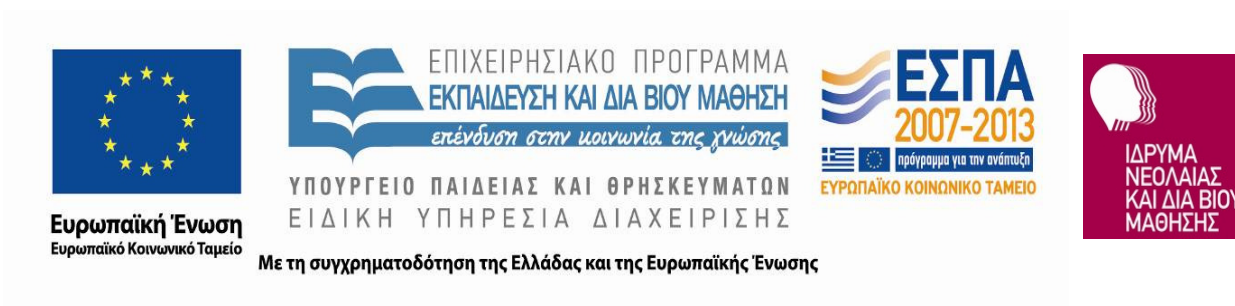 Ευρωπαϊκή Ένωση
Ευρωπαϊκό Κοινωνικό Ταμείο
ΕΠΙΧΕΙΡΗΣΙΑΚΟ ΠΡΟΓΡΑΜΜΑ
ΕΚΠΑΙΔΕΥΣΗ ΚΑΙ ΔΙΑ ΒΙΟΥ ΜΑΘΗΣΗ
επένδυση στην κοινωνία της γνώσης
ΥΠΟΥΡΓΕΙΟ ΠΑΙΔΕΙΑΣ ΚΑΙ ΘΡΗΣΚΕΥΜΑΤΩΝ
ΕΙΔΙΚΗ ΥΠΗΡΕΣΙΑ ΔΙΑΧΕΙΡΙΣΗΣ
Με τη συγχρηματοδότηση της Ελλάδας και της Ευρωπαϊκής Ένωσης
ΕΣΠΑ
2007-2013
πρόγραμμα για την ανάπτυξη
ΕΥΡΩΠΑΪΚΟ ΚΟΙΝΩΝΙΚΟ ΤΑΜΕΙΟ
ΙΔΡΥΜΑ
ΝΕΟΛΑΙΑΣ
ΚΑΙ ΔΙΑ ΒΙΟΥ
ΜΑΘΗΣΗΣ